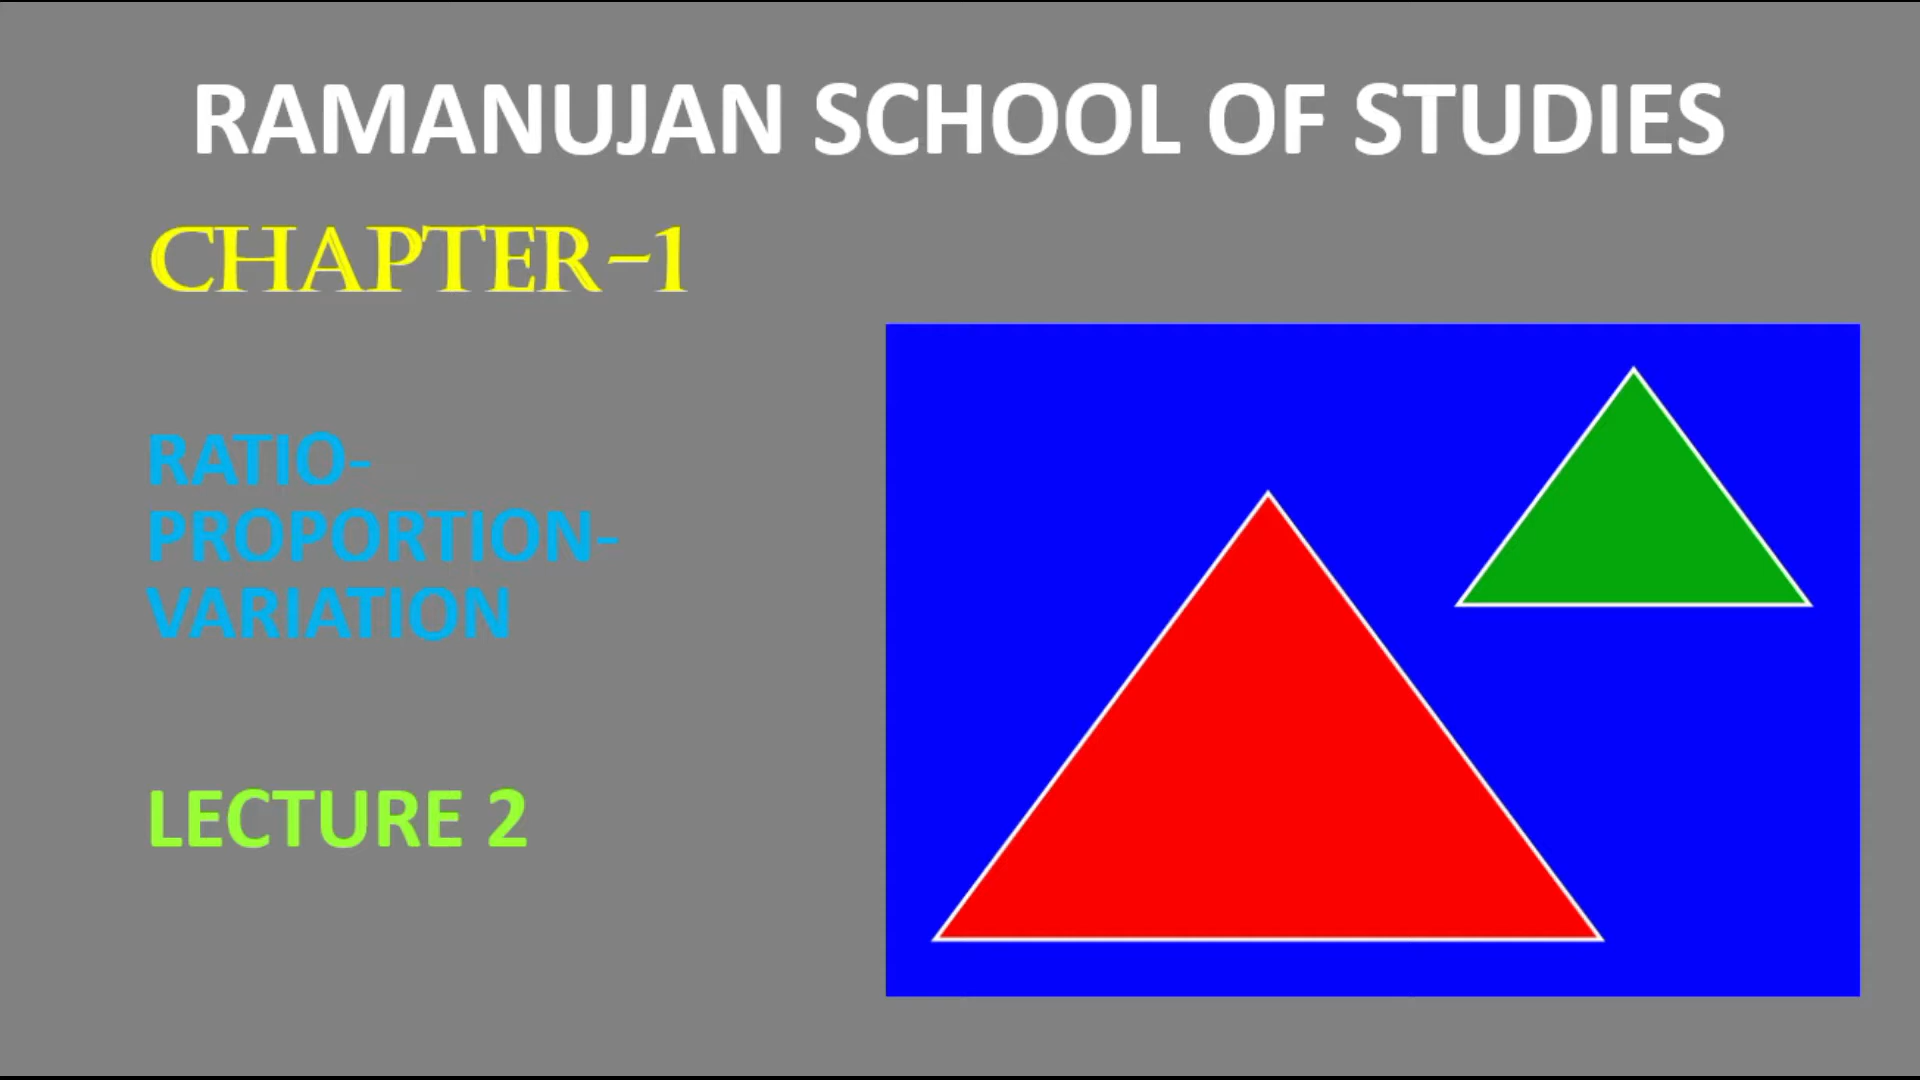 RAMANUJAN SCHOOL OF STUDIES
CHAPTER-1
RATIO-
PROPORTION-
VARIATION
LECTURE 2